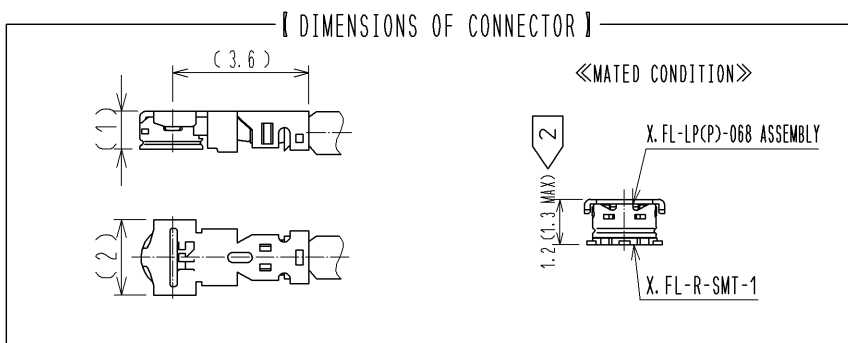 【 DIMENSIONS OF CONNECTOR 】
( 3.6 )
≪MATED CONDITION≫
(1)
2
X.FL-LP(P)-068 ASSEMBLY
1.2(1.3 MAX)
(2)
X.FL-R-SMT-1